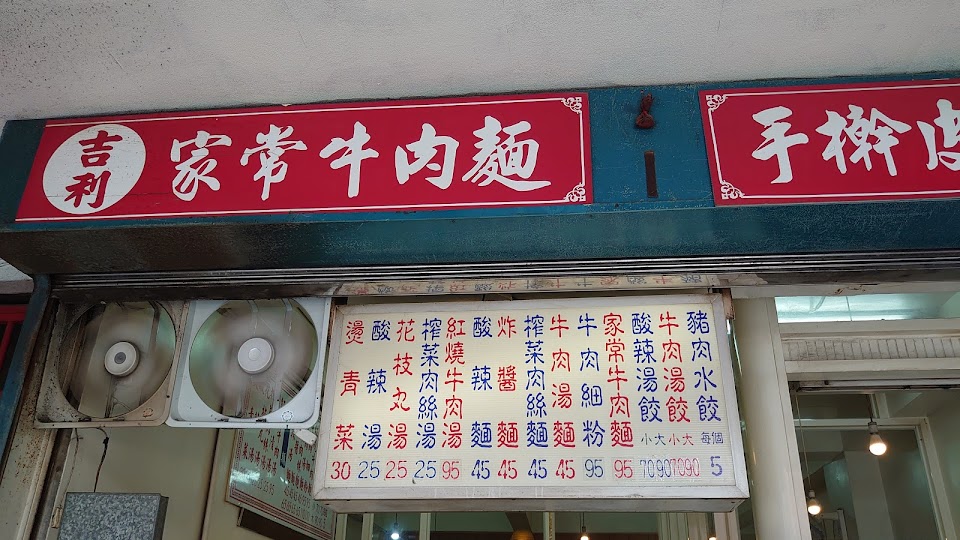 吉利
家常牛肉麵
手擀皮
豬肉水餃 每個 5
牛肉湯餃 小大 70 90
酸辣湯餃 小大 70 90
家常牛肉麵 95
牛肉細粉 95
牛肉湯麵 45
榨菜肉絲麵 45
炸醬麵 45
酸辣麵 45
紅燒牛肉湯 95
榨菜肉絲湯 25
花枝丸湯 25
酸辣湯 25
燙青菜 30